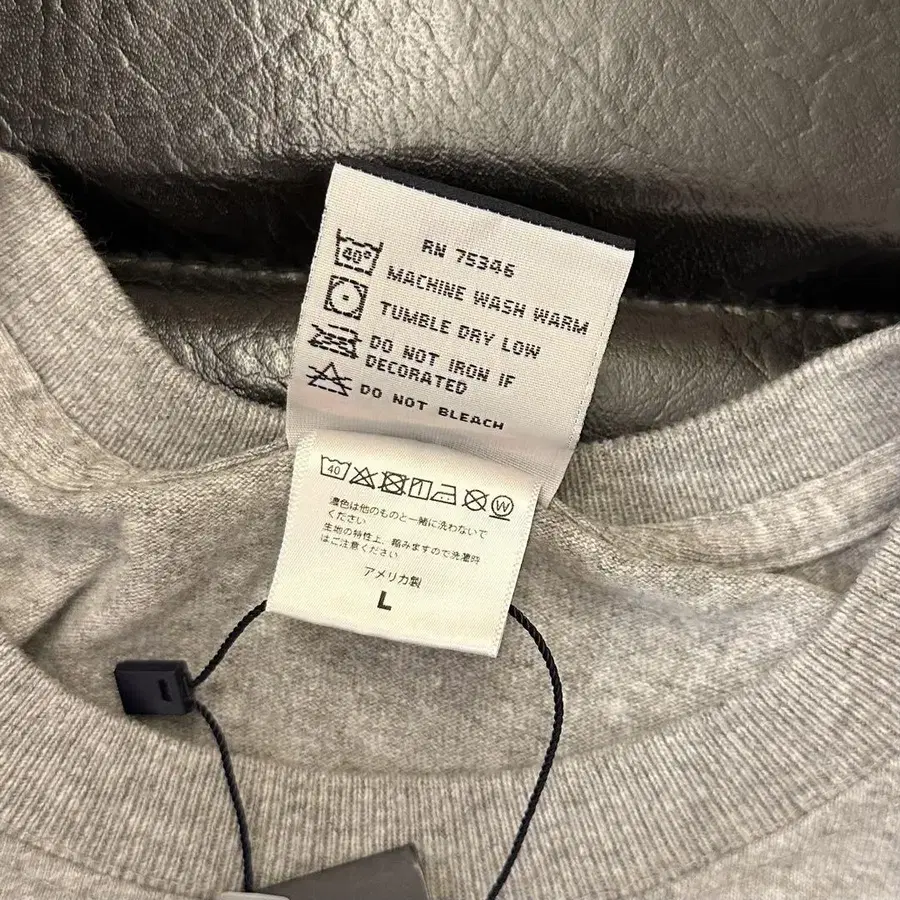 RN 75346
40°
MACHINE WASH WARM
TUMBLE DRY LOW
DO NOT IRON IF
DECORATED
DO NOT BLEACH
40
W
濃色は他のものと一緒に洗わないで
ください
生地の特性上、縮みますので洗濯時
はご注意ください
アメリカ製
L